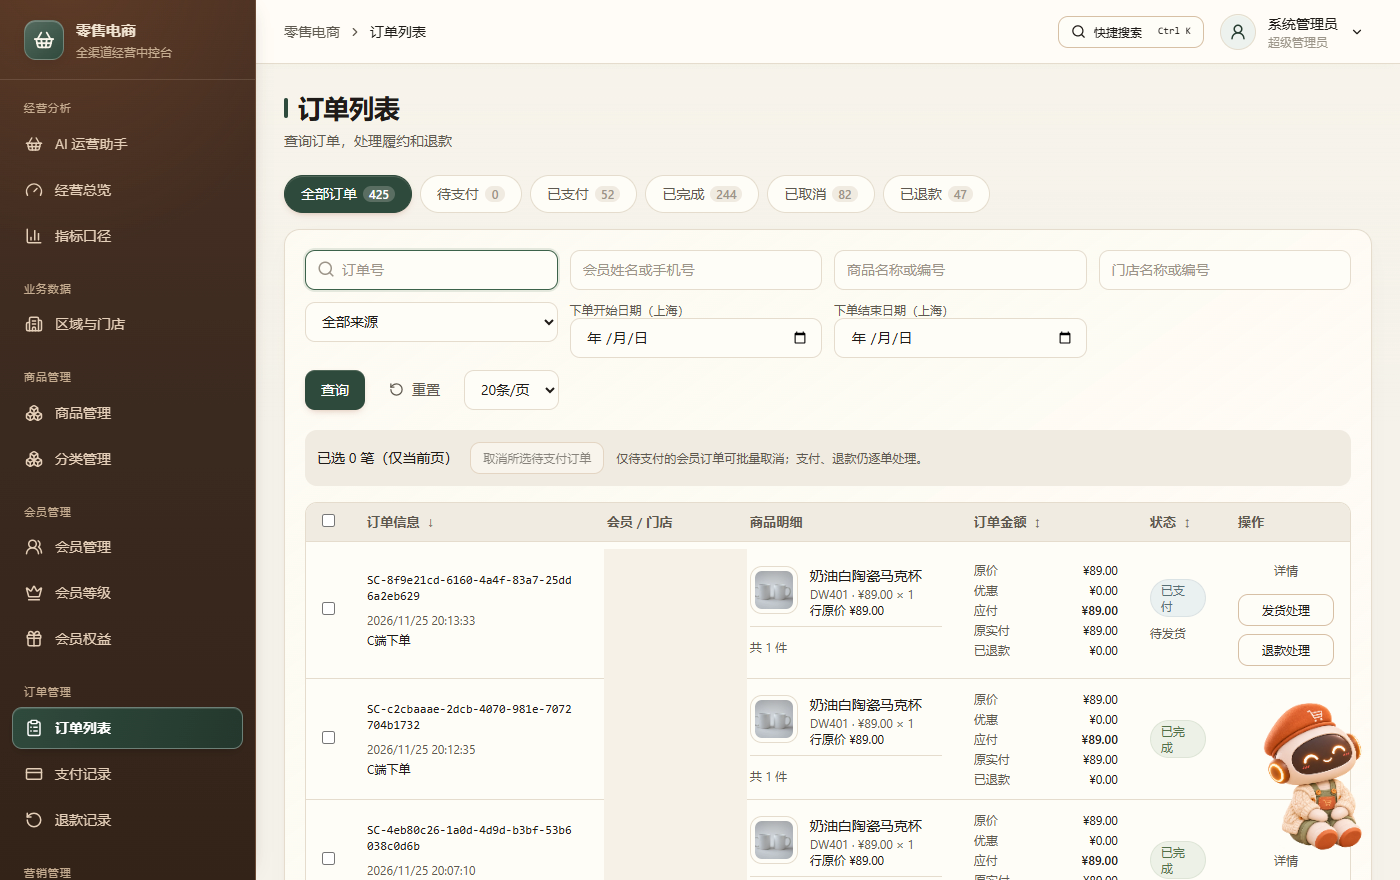 零售电商
全渠道经营中控台
经营分析
AI 运营助手
经营总览
指标口径
业务数据
区域与门店
商品管理
商品管理
分类管理
会员管理
会员管理
会员等级
会员权益
订单管理
订单列表
支付记录
退款记录
营销管理
零售电商 > 订单列表
快捷搜索 Ctrl K
系统管理员
超级管理员
订单列表
查询订单，处理履约和退款
全部订单 425
待支付 0
已支付 52
已完成 244
已取消 82
已退款 47
订单号
会员姓名或手机号
商品名称或编号
门店名称或编号
全部来源
下单开始日期（上海）
年 /月/日
下单结束日期（上海）
年 /月/日
查询
重置
20条/页
已选 0 笔（仅当前页）
取消所选待支付订单
仅待支付的会员订单可批量取消；支付、退款仍逐单处理。
订单信息 ↓
会员 / 门店
商品明细
订单金额 ↕
状态 ↕
操作
SC-8f9e21cd-6160-4a4f-83a7-25dd
6a2eb629
2026/11/25 20:13:33
C端下单
奶油白陶瓷马克杯
DW401 · ¥89.00 × 1
行原价 ¥89.00
共 1 件
原价 ¥89.00
优惠 ¥0.00
应付 ¥89.00
原实付 ¥89.00
已退款 ¥0.00
已支
付
待发货
详情
发货处理
退款处理
SC-c2cbaaae-2dcb-4070-981e-7072
704b1732
2026/11/25 20:12:35
C端下单
奶油白陶瓷马克杯
DW401 · ¥89.00 × 1
行原价 ¥89.00
共 1 件
原价 ¥89.00
优惠 ¥0.00
应付 ¥89.00
原实付 ¥89.00
已退款 ¥0.00
已完
成
SC-4eb80c26-1a0d-4d9d-b3bf-53b6
038c0d6b
2026/11/25 20:07:10
奶油白陶瓷马克杯
DW401 · ¥89.00 × 1
行原价 ¥89.00
原价 ¥89.00
优惠 ¥0.00
应付 ¥89.00
原实付 ¥89.00
已完
成
详情